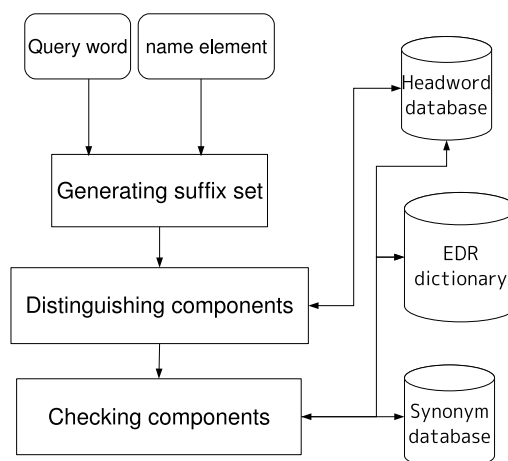 Query word
name element
Headword
database
Generating suffix set
EDR
dictionary
Distinguishing components
Checking components
Synonym
database